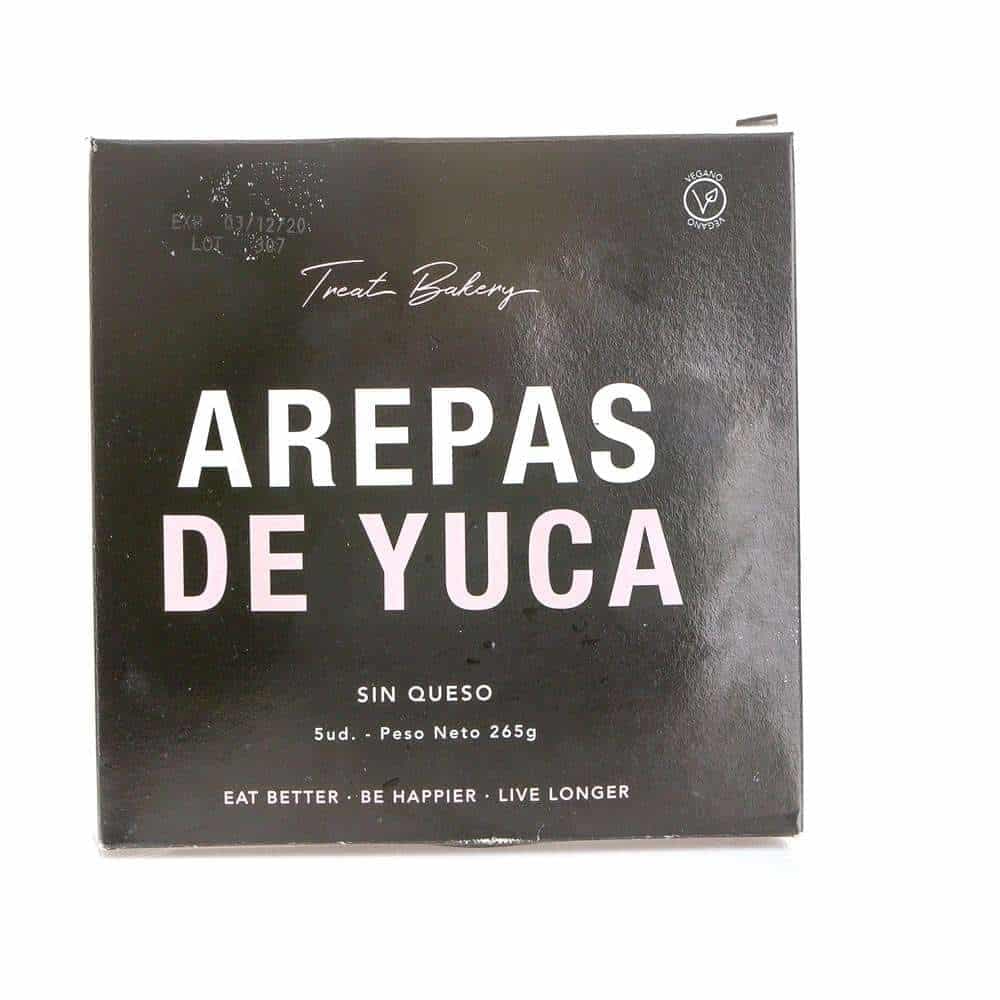 VEGANO
VEGANO
EXP 03/12/20
LOT 307
Treat Bakery
AREPAS
DE YUCA
SIN QUESO
5ud. - Peso Neto 265g
EAT BETTER · BE HAPPIER · LIVE LONGER